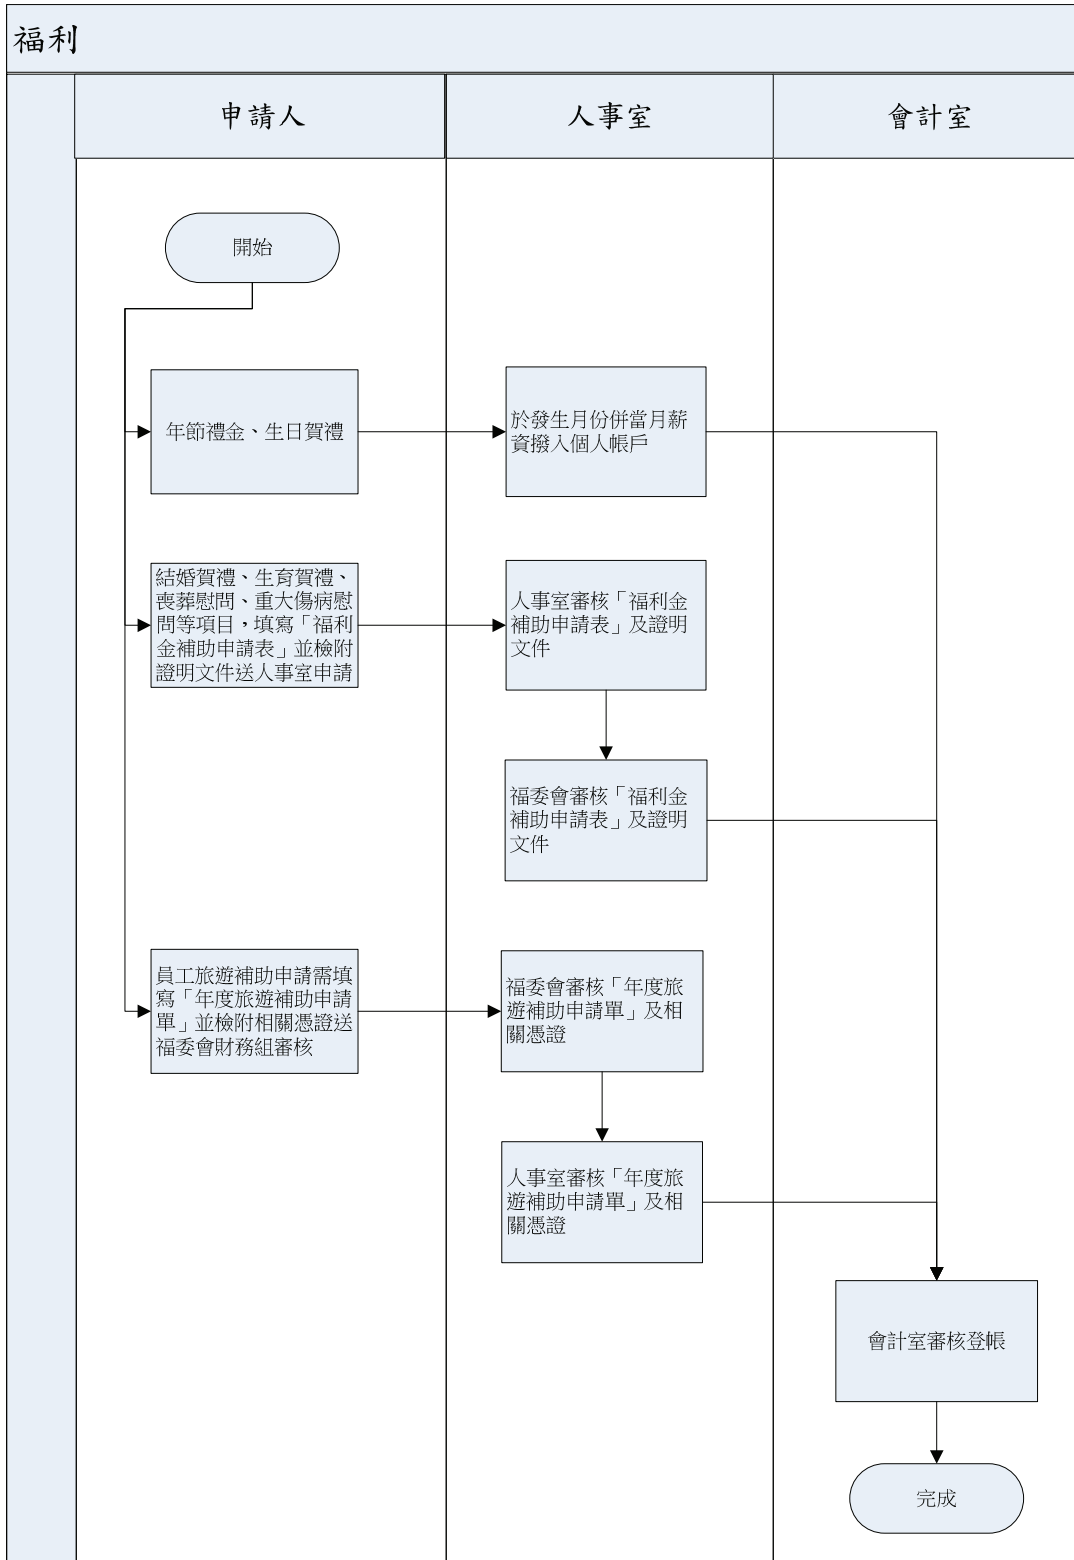 福利
申請人
人事室
會計室
開始
年節禮金、生日賀禮
於發生月份併當月薪
資撥入個人帳戶
結婚賀禮、生育賀禮、
喪葬慰問、重大傷病慰
問等項目，填寫「福利
金補助申請表」並檢附
證明文件送人事室申請
人事室審核「福利金
補助申請表」及證明
文件
福委會審核「福利金
補助申請表」及證明
文件
員工旅遊補助申請需填
寫「年度旅遊補助申請
單」並檢附相關憑證送
福委會財務組審核
福委會審核「年度旅
遊補助申請單」及相
關憑證
人事室審核「年度旅
遊補助申請單」及相
關憑證
會計室審核登帳
完成